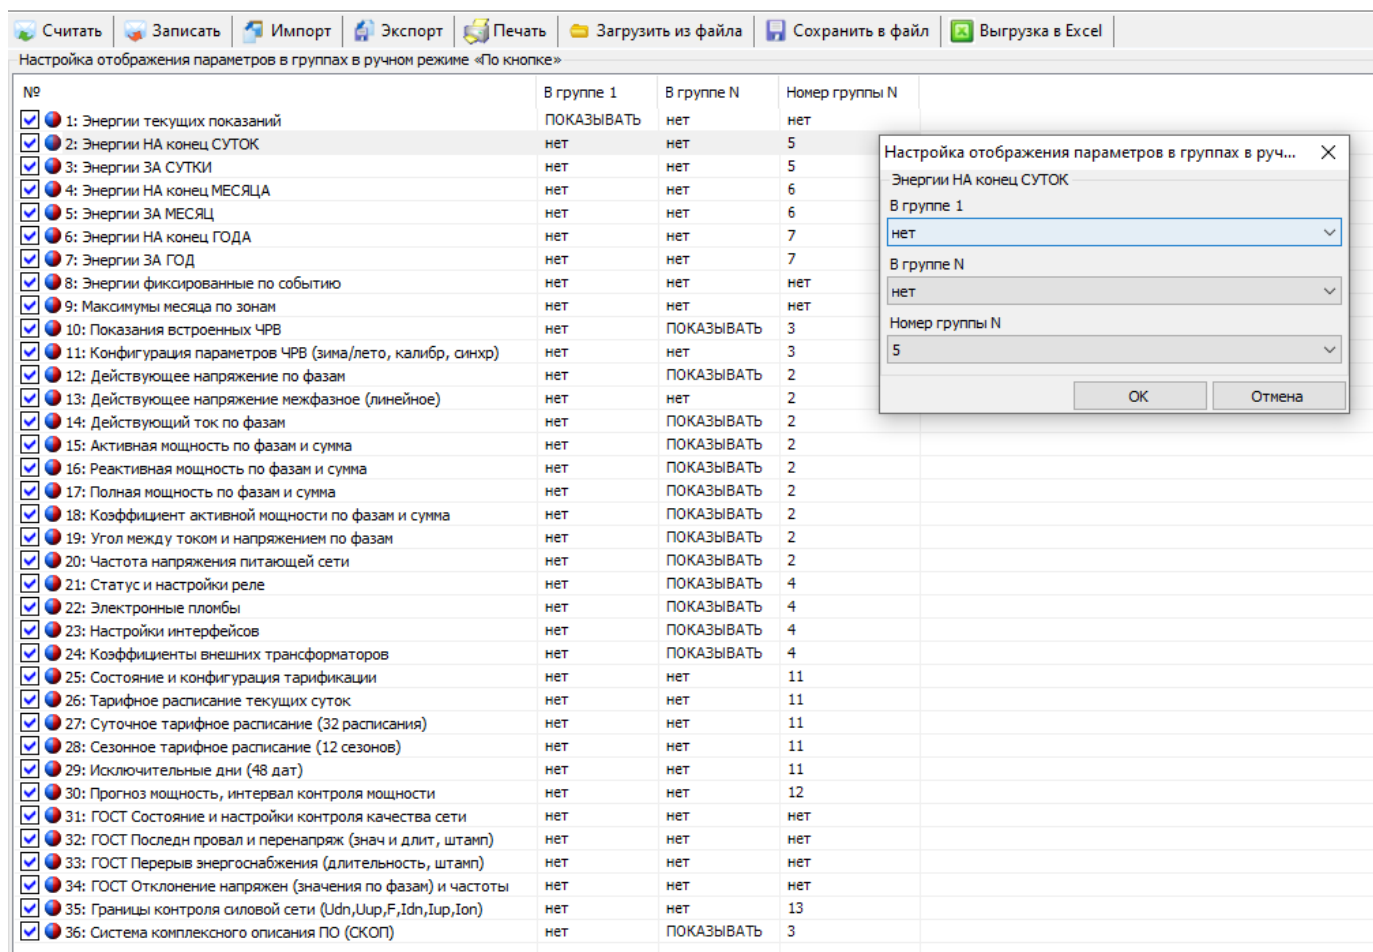 Считать Записать Импорт Экспорт Печать Загрузить из файла Сохранить в файл Выгрузка в Excel
Настройка отображения параметров в группах в ручном режиме «По кнопке»
№ В группе 1 В группе N Номер группы N
1: Энергии текущих показаний ПОКАЗЫВАТЬ нет нет
2: Энергии НА конец СУТОК нет нет 5
3: Энергии ЗА СУТКИ нет нет 5
4: Энергии НА конец МЕСЯЦА нет нет 6
5: Энергии ЗА МЕСЯЦ нет нет 6
6: Энергии НА конец ГОДА нет нет 7
7: Энергии ЗА ГОД нет нет 7
8: Энергии фиксированные по событию нет нет нет
9: Максимумы месяца по зонам нет нет нет
10: Показания встроенных ЧРВ нет ПОКАЗЫВАТЬ 3
11: Конфигурация параметров ЧРВ (зима/лето, калибр, синхр) нет нет 3
12: Действующее напряжение по фазам нет ПОКАЗЫВАТЬ 2
13: Действующее напряжение межфазное (линейное) нет нет 2
14: Действующий ток по фазам нет ПОКАЗЫВАТЬ 2
15: Активная мощность по фазам и сумма нет ПОКАЗЫВАТЬ 2
16: Реактивная мощность по фазам и сумма нет ПОКАЗЫВАТЬ 2
17: Полная мощность по фазам и сумма нет ПОКАЗЫВАТЬ 2
18: Коэффициент активной мощности по фазам и сумма нет ПОКАЗЫВАТЬ 2
19: Угол между током и напряжением по фазам нет ПОКАЗЫВАТЬ 2
20: Частота напряжения питающей сети нет ПОКАЗЫВАТЬ 2
21: Статус и настройки реле нет ПОКАЗЫВАТЬ 4
22: Электронные пломбы нет ПОКАЗЫВАТЬ 4
23: Настройки интерфейсов нет ПОКАЗЫВАТЬ 4
24: Коэффициенты внешних трансформаторов нет ПОКАЗЫВАТЬ 4
25: Состояние и конфигурация тарификации нет нет 11
26: Тарифное расписание текущих суток нет нет 11
27: Суточное тарифное расписание (32 расписания) нет нет 11
28: Сезонное тарифное расписание (12 сезонов) нет нет 11
29: Исключительные дни (48 дат) нет нет 11
30: Прогноз мощность, интервал контроля мощности нет нет 12
31: ГОСТ Состояние и настройки контроля качества сети нет нет нет
32: ГОСТ Последн провал и перенапряж (знач и длит, штамп) нет нет нет
33: ГОСТ Перерыв энергоснабжения (длительность, штамп) нет нет нет
34: ГОСТ Отклонение напряжен (значения по фазам) и частоты нет нет нет
35: Границы контроля силовой сети (Udn,Uup,F,Idn,Iup,Ion) нет нет 13
36: Система комплексного описания ПО (СКОП) нет ПОКАЗЫВАТЬ 3
Настройка отображения параметров в группах в руч...
Энергии НА конец СУТОК
В группе 1
нет
В группе N
нет
Номер группы N
5
OK Отмена